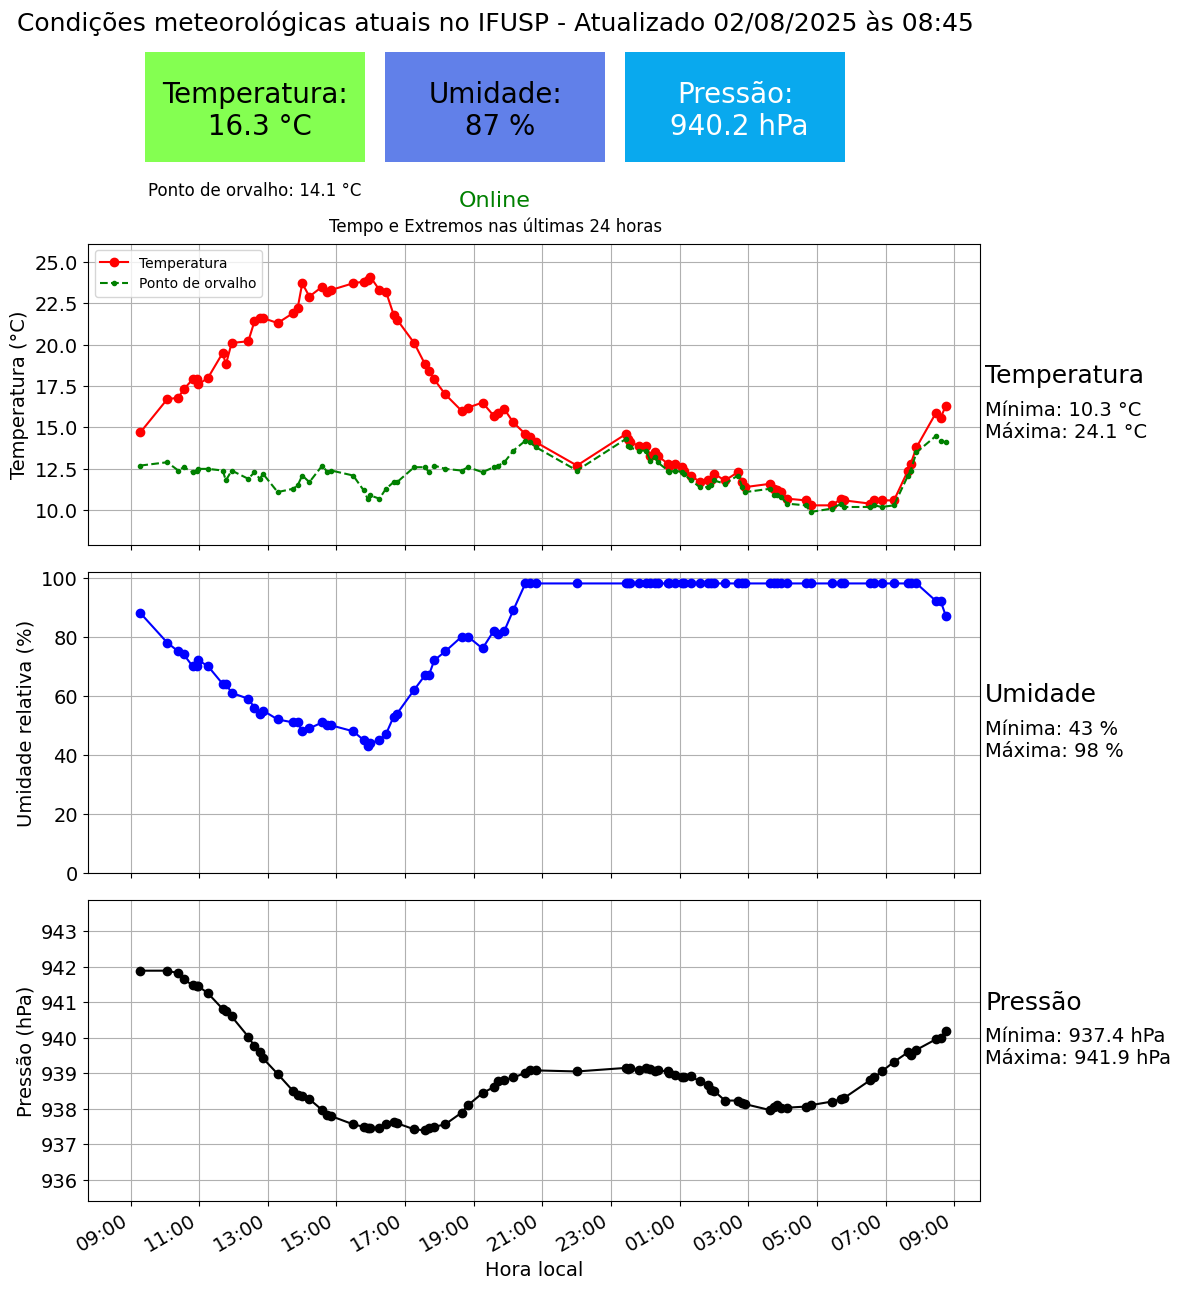 Condições meteorológicas atuais no IFUSP - Atualizado 02/08/2025 às 08:45
Temperatura:
16.3 °C
Umidade:
87 %
Pressão:
940.2 hPa
Ponto de orvalho: 14.1 °C
Online
Tempo e Extremos nas últimas 24 horas
Temperatura (°C)
25.0
22.5
20.0
17.5
15.0
12.5
10.0
Temperatura
Ponto de orvalho
Temperatura
Mínima: 10.3 °C
Máxima: 24.1 °C
Umidade relativa (%)
100
80
60
40
20
0
Umidade
Mínima: 43 %
Máxima: 98 %
Pressão (hPa)
943
942
941
940
939
938
937
936
Pressão
Mínima: 937.4 hPa
Máxima: 941.9 hPa
09:00 11:00 13:00 15:00 17:00 19:00 21:00 23:00 01:00 03:00 05:00 07:00 09:00
Hora local